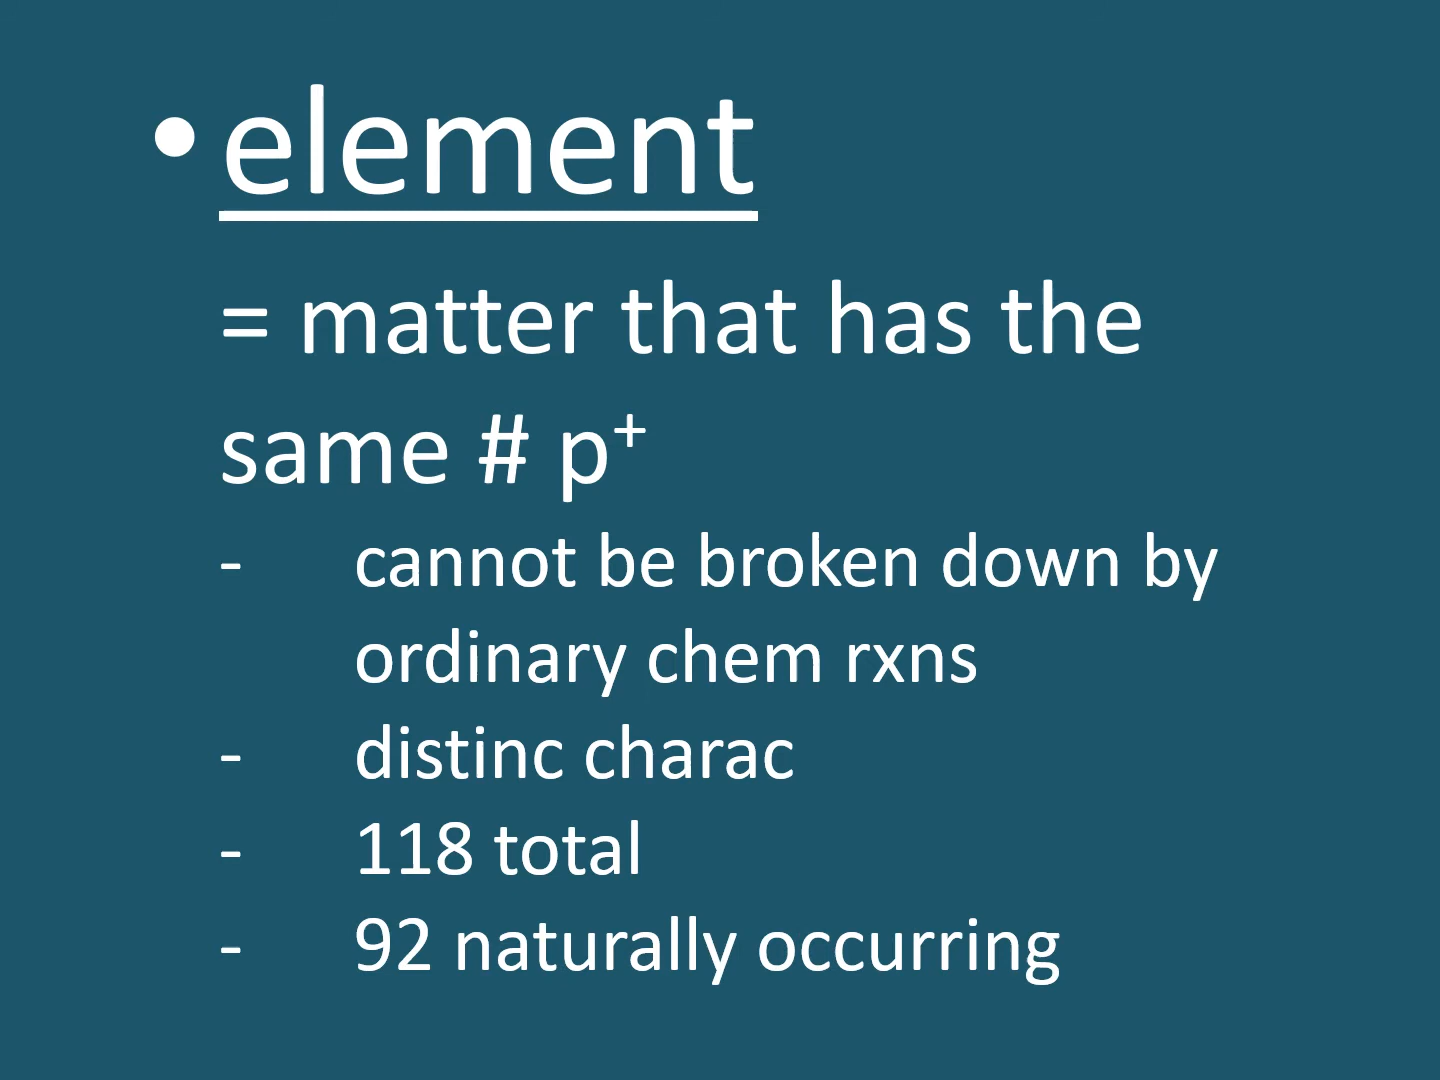 • element
= matter that has the
same # p⁺
- cannot be broken down by
ordinary chem rxns
- distinc charac
- 118 total
- 92 naturally occurring